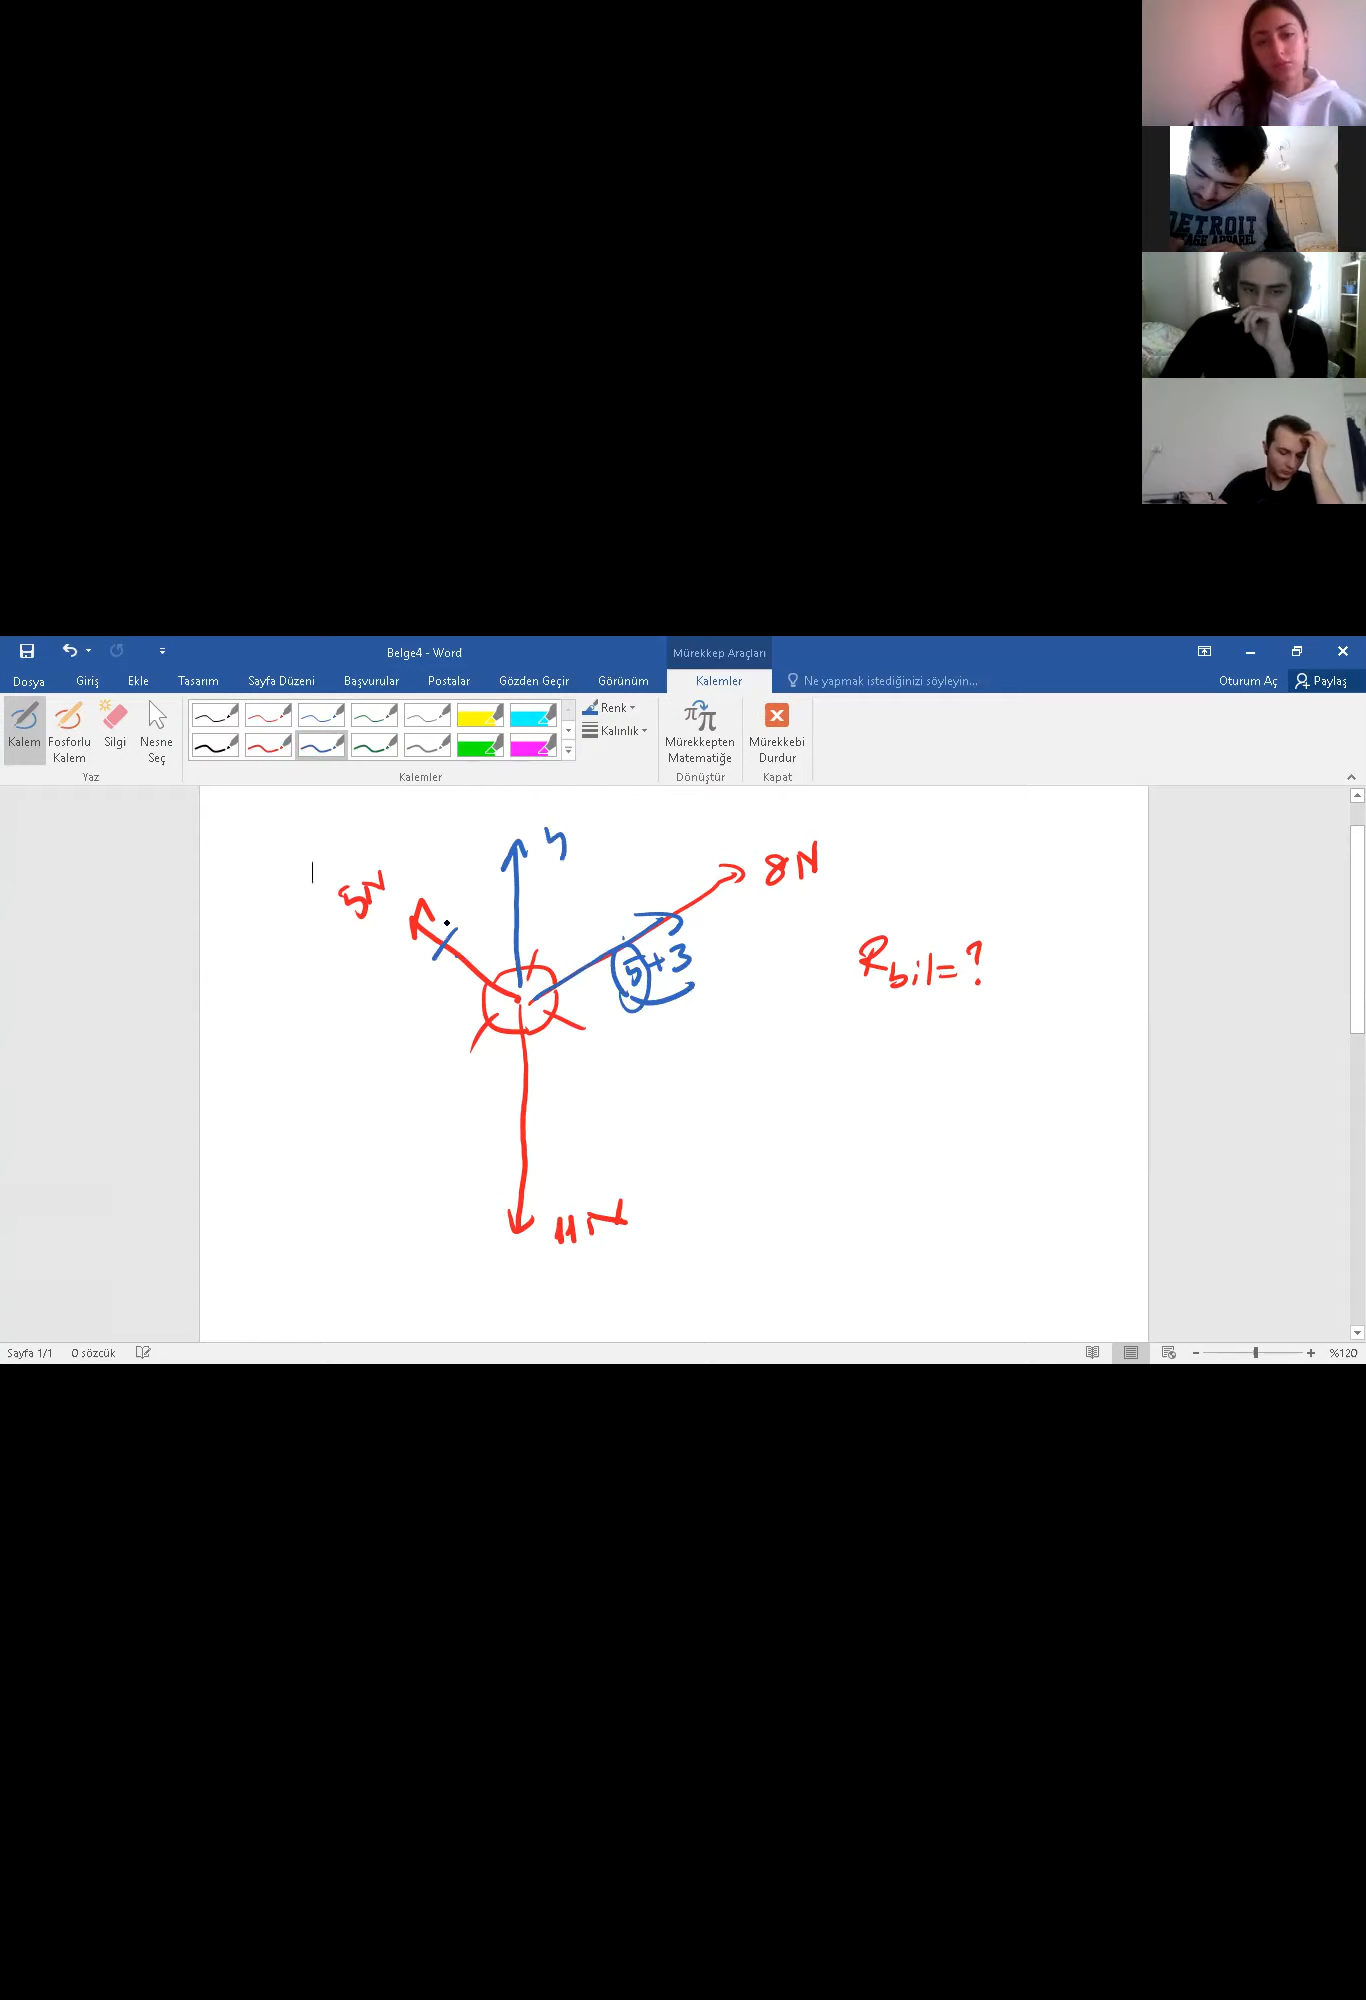 DETROIT
Belge4 - Word
Mürekkep Araçları
Dosya Giriş Ekle Tasarım Sayfa Düzeni Başvurular Postalar Gözden Geçir Görünüm Kalemler Ne yapmak istediğinizi söyleyin... Oturum Aç Paylaş
Kalem Fosforlu Kalem Silgi Nesne Seç
Renk
Kalınlık
Mürekkepten Matematiğe
Mürekkebi Durdur
Yaz Kalemler Dönüştür Kapat
5
8N
5N
5+3
Rbil=?
11N
Sayfa 1/1 0 sözcük
%120